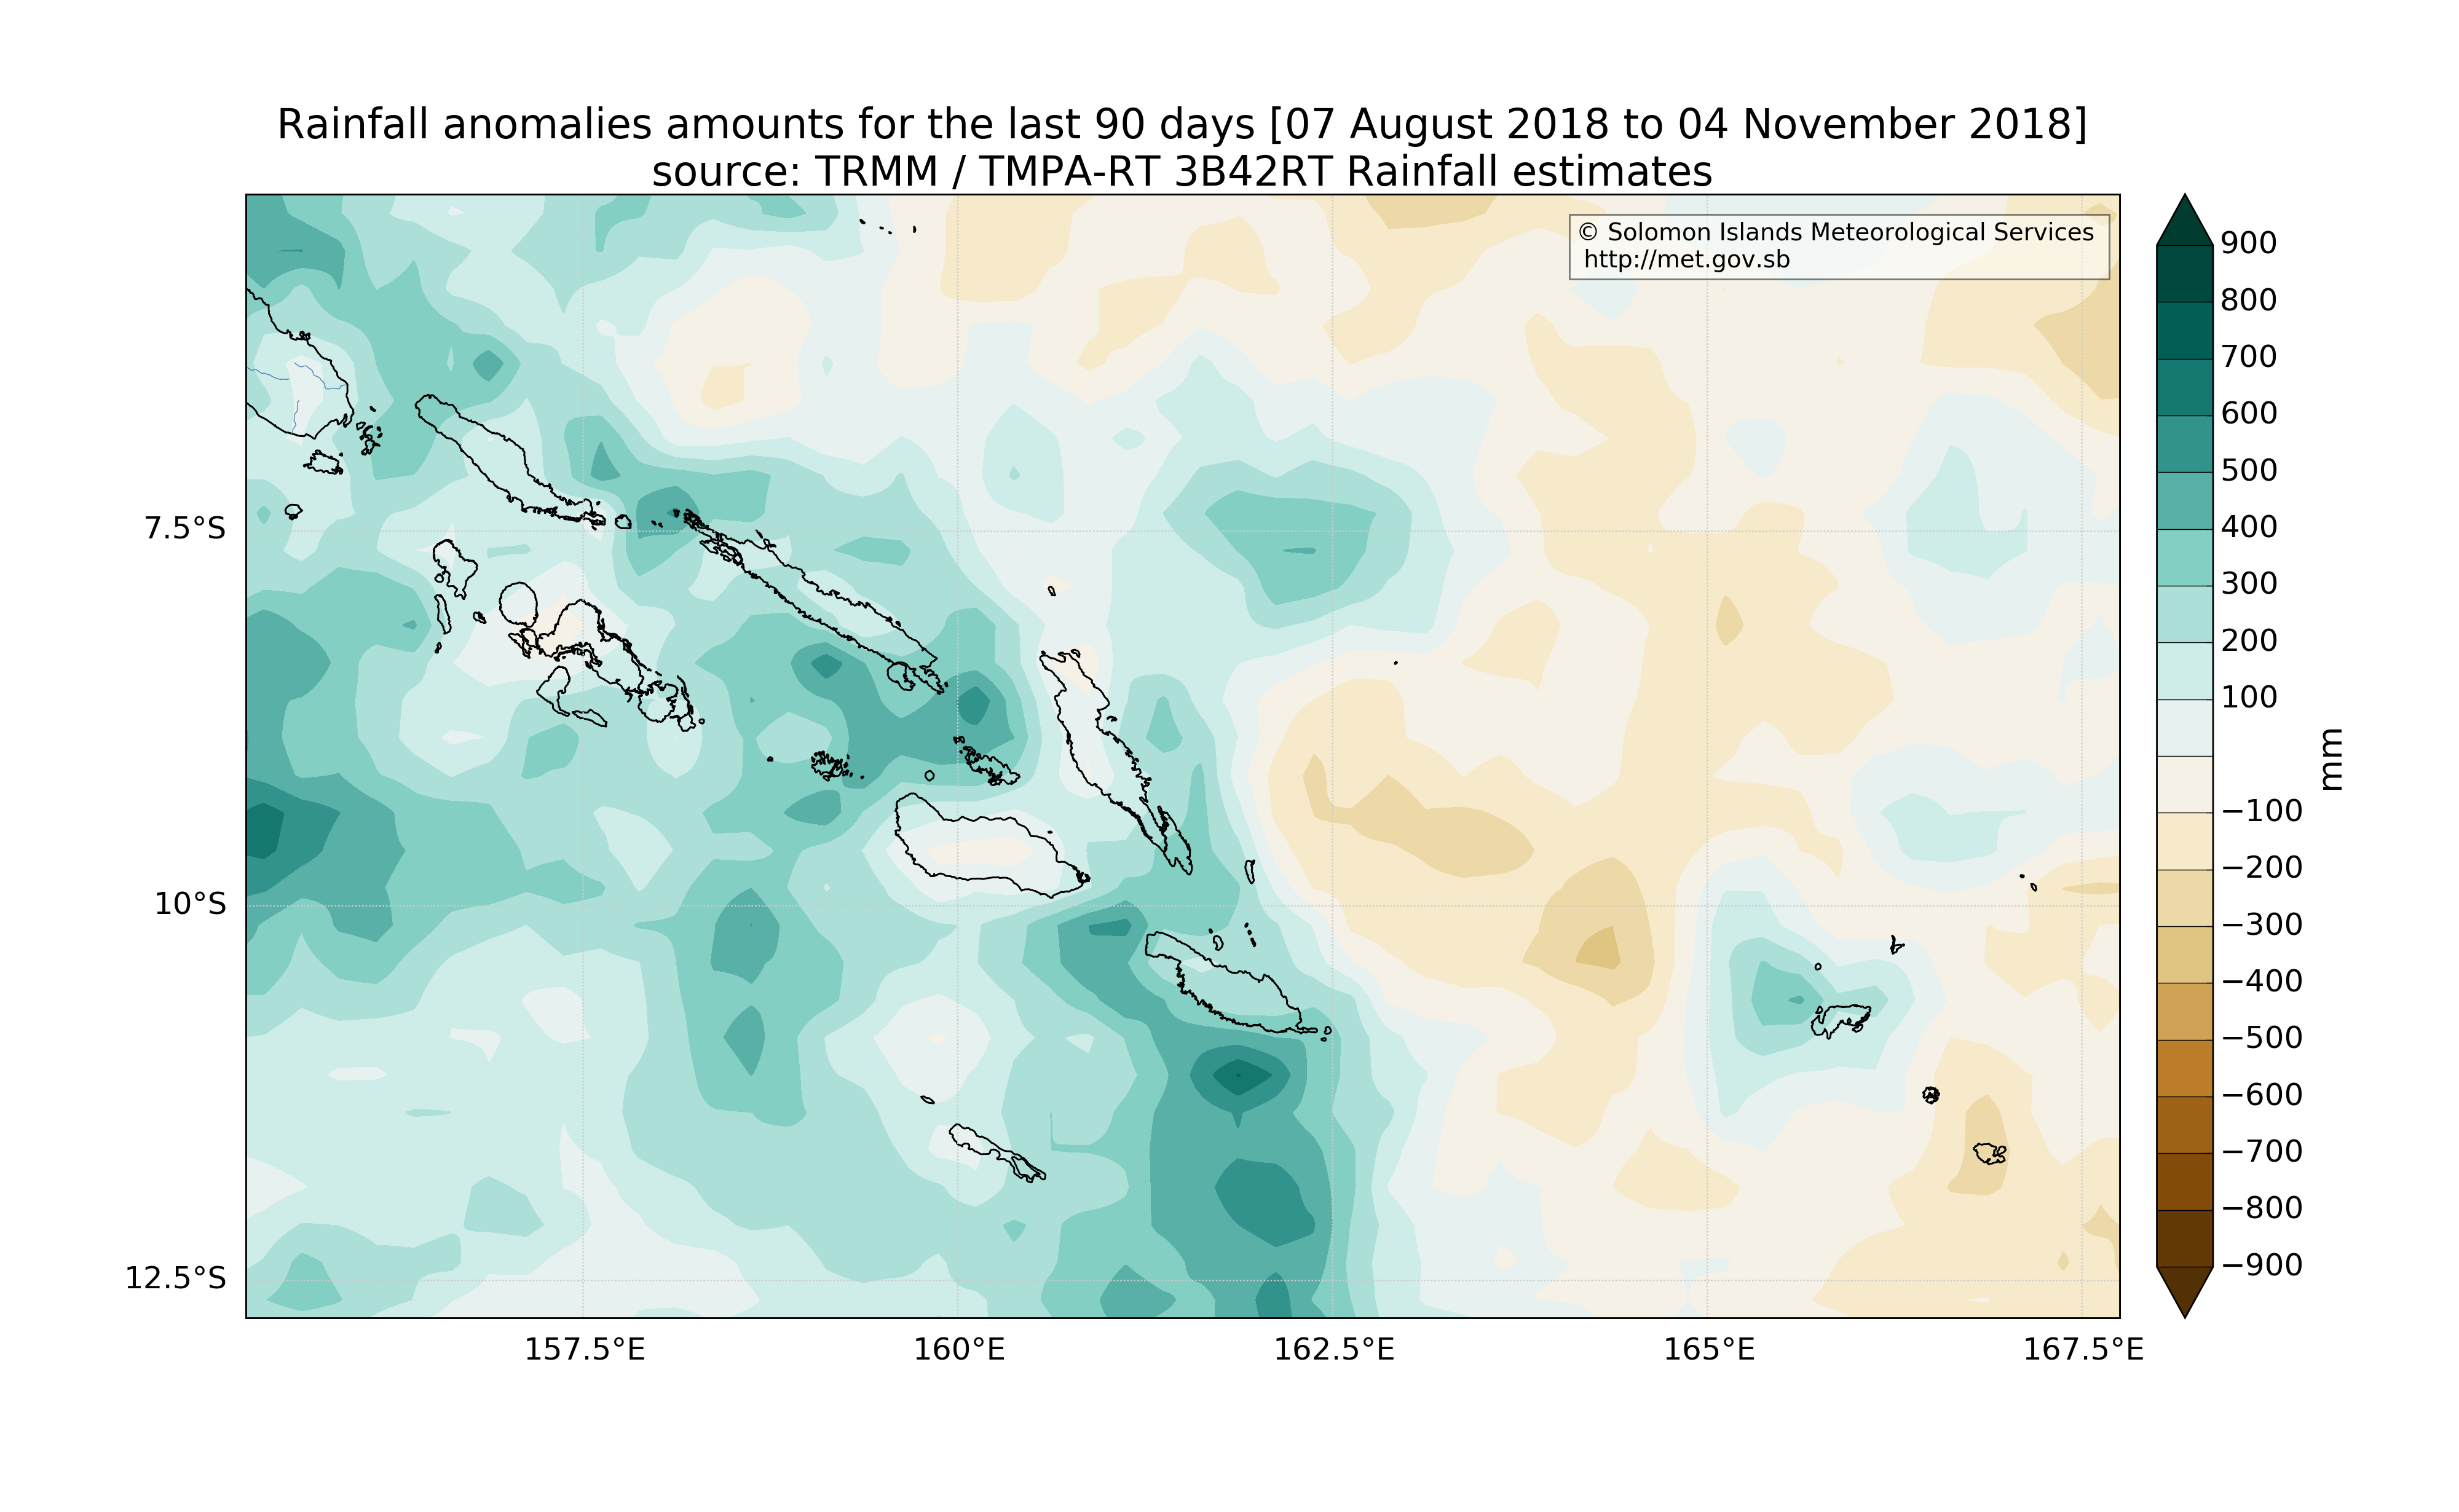 Rainfall anomalies amounts for the last 90 days [07 August 2018 to 04 November 2018]
source: TRMM / TMPA-RT 3B42RT Rainfall estimates
© Solomon Islands Meteorological Services
http://met.gov.sb
7.5°S
10°S
12.5°S
157.5°E
160°E
162.5°E
165°E
167.5°E
900
800
700
600
500
400
300
200
100
−100
−200
−300
−400
−500
−600
−700
−800
−900
mm